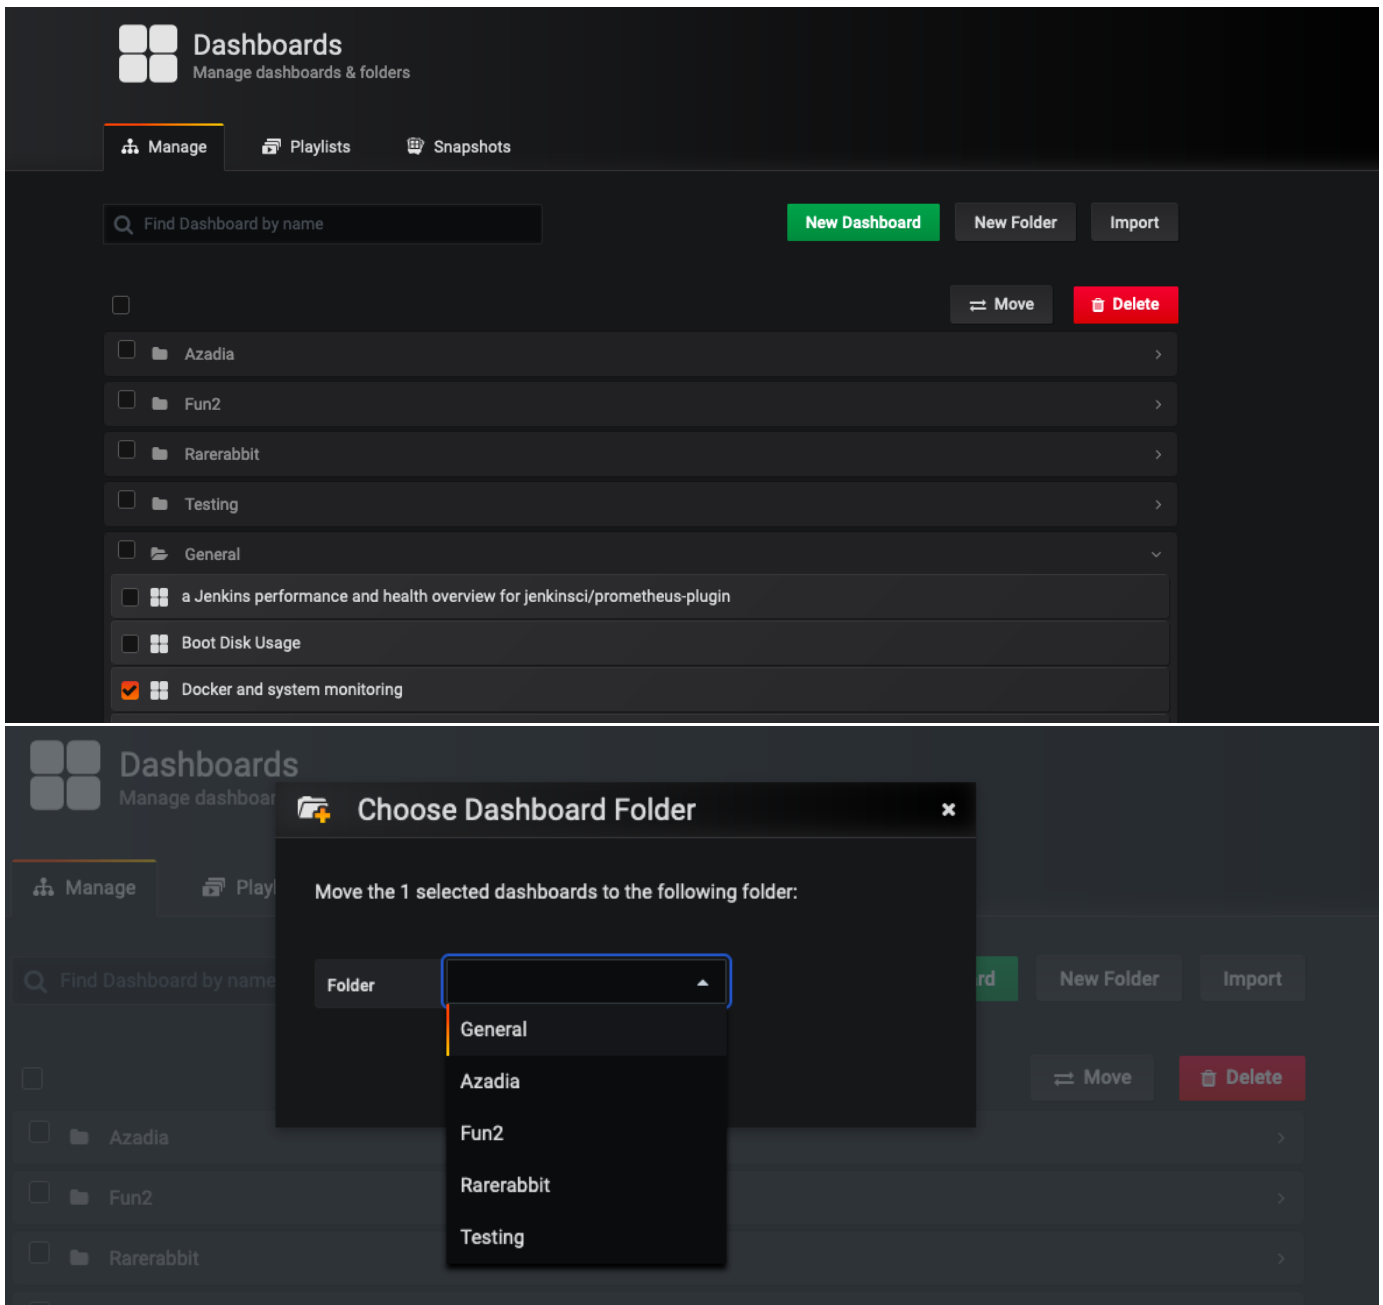 Dashboards
Manage dashboards & folders
Manage Playlists Snapshots
Find Dashboard by name New Dashboard New Folder Import
Move Delete
Azadia
Fun2
Rarerabbit
Testing
General
a Jenkins performance and health overview for jenkinsci/prometheus-plugin
Boot Disk Usage
Docker and system monitoring
Dashboards
Manage dashboar
Choose Dashboard Folder
Manage Playl
Move the 1 selected dashboards to the following folder:
Find Dashboard by name
Folder
rd New Folder Import
General
Azadia
Fun2
Rarerabbit
Testing
Move Delete
Azadia
Fun2
Rarerabbit